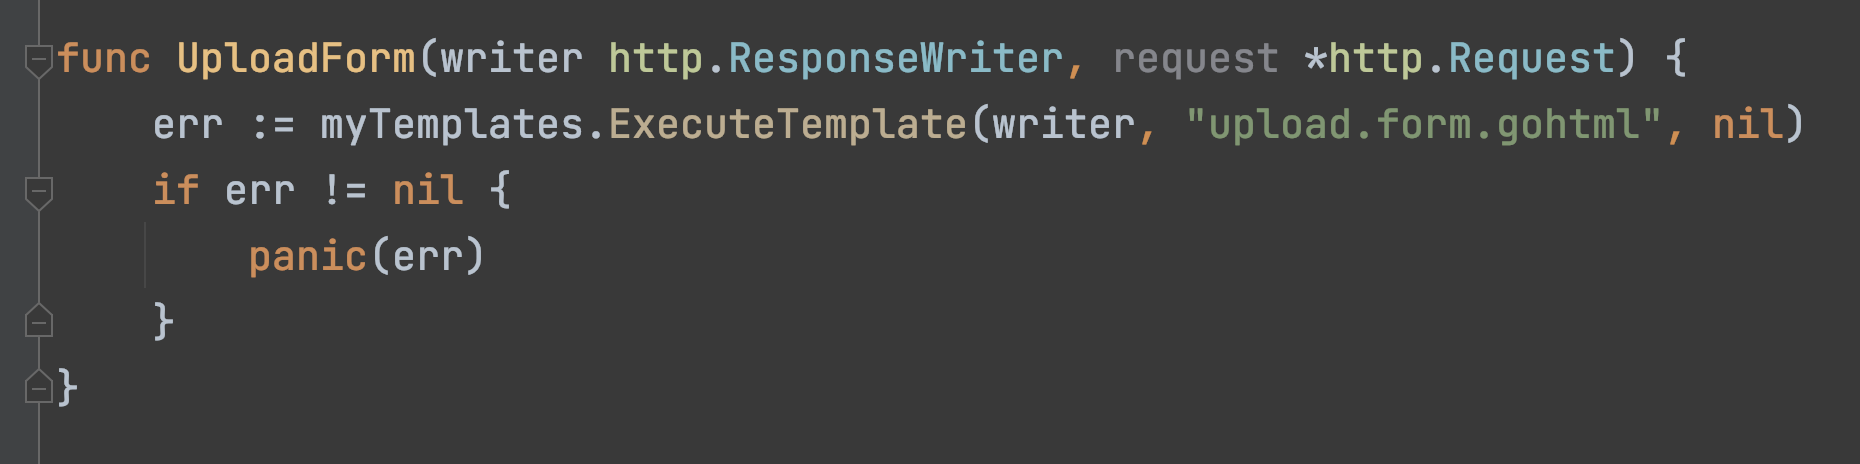 func UploadForm(writer http.ResponseWriter, request *http.Request) {
    err := myTemplates.ExecuteTemplate(writer, "upload.form.gohtml", nil)
    if err != nil {
        panic(err)
    }
}